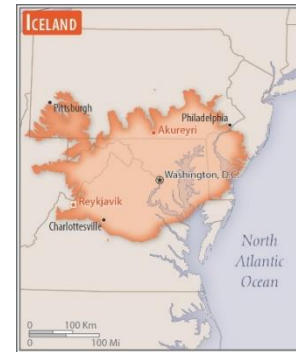 ICELAND
Pittsburgh
Philadelphia
Akureyri
Washington, D.C.
Reykjavik
Charlottesville
North
Atlantic
Ocean
0 100 Km
0 100 Mi